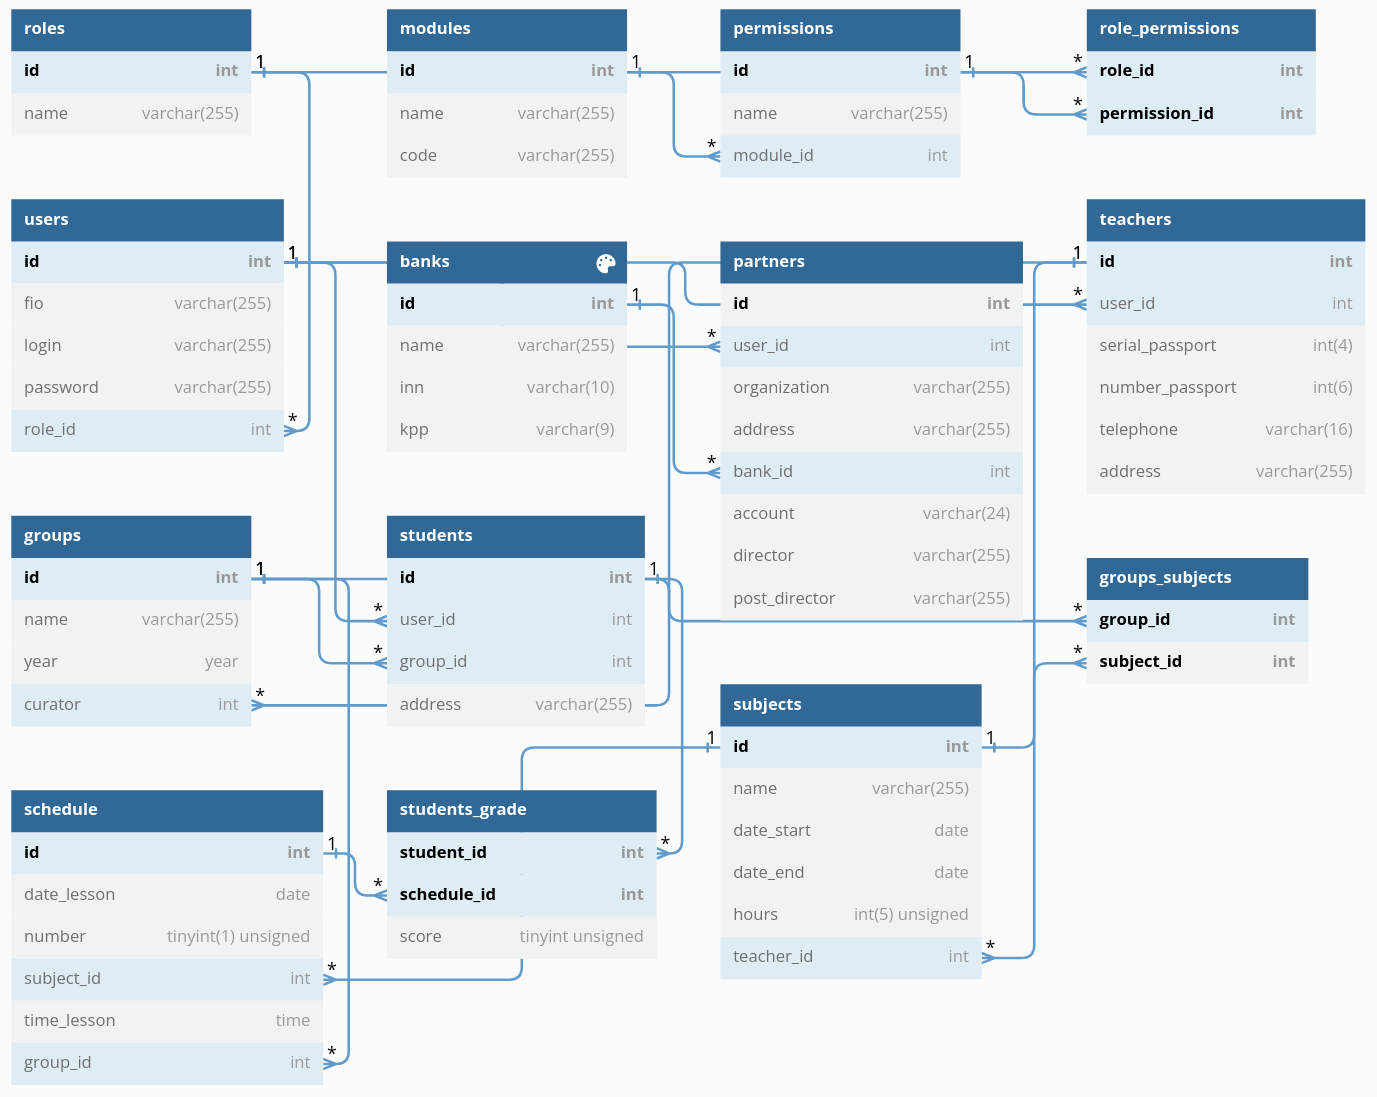 roles
id int
name varchar(255)
1
modules
id int
name varchar(255)
code varchar(255)
1
*
permissions
id int
name varchar(255)
module_id int
1
*
*
role_permissions
role_id int
permission_id int
users
id int
fio varchar(255)
login varchar(255)
password varchar(255)
role_id int
1
*
banks
id int
name varchar(255)
inn varchar(10)
kpp varchar(9)
1
*
*
partners
id int
user_id int
organization varchar(255)
address varchar(255)
bank_id int
account varchar(24)
director varchar(255)
post_director varchar(255)
1
*
teachers
id int
user_id int
serial_passport int(4)
number_passport int(6)
telephone varchar(16)
address varchar(255)
groups
id int
name varchar(255)
year year
curator int
1
*
*
*
students
id int
user_id int
group_id int
address varchar(255)
1
*
*
groups_subjects
group_id int
subject_id int
schedule
id int
date_lesson date
number tinyint(1) unsigned
subject_id int
time_lesson time
group_id int
1
*
*
*
students_grade
student_id int
schedule_id int
score tinyint unsigned
*
1
subjects
id int
name varchar(255)
date_start date
date_end date
hours int(5) unsigned
teacher_id int
1
*